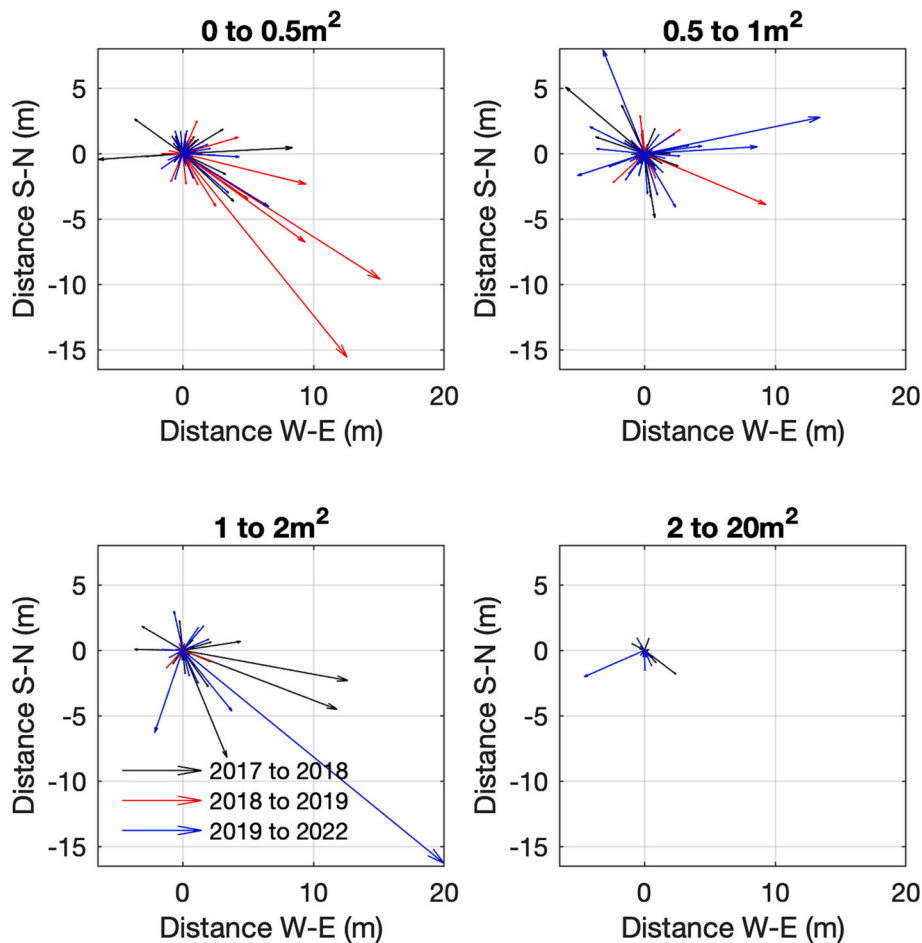 0 to 0.5m²
0.5 to 1m²
Distance S-N (m)
5
0
-5
-10
-15
0
10
20
Distance W-E (m)
Distance S-N (m)
5
0
-5
-10
-15
0
10
20
Distance W-E (m)
1 to 2m²
2 to 20m²
Distance S-N (m)
5
0
-5
-10
-15
2017 to 2018
2018 to 2019
2019 to 2022
0
10
20
Distance W-E (m)
Distance S-N (m)
5
0
-5
-10
-15
0
10
20
Distance W-E (m)